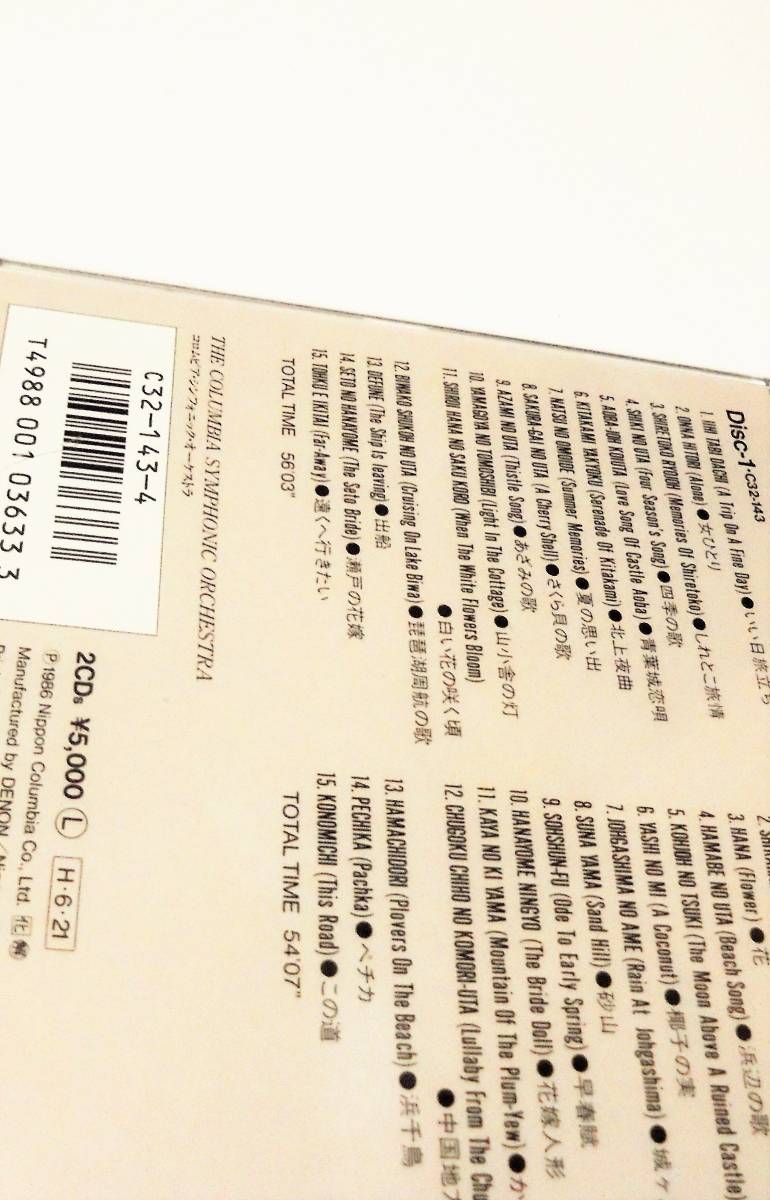 Disc-1 C32-143
1. IIHI TABI DACHI (A Trip On A Fine Day)●いい日旅立ち
2. ONNA HITORI (Alone)●女ひとり
3. SHIRETOKO RYOJOH (Memories Of Shiretoko)●しれとこ旅情
4. SHIKI NO UTA (Four Season's Song)●四季の歌
5. AOBA-JOH KOIUTA (Love Song Of Castle Aoba)●青葉城恋唄
6. KITAKAMI YAKYOKU (Serenade Of Kitakami)●北上夜曲
7. NATSU NO OMOIDE (Summer Memories)●夏の思い出
8. SAKURA-GAI NO UTA (A Cherry Shell)●さくら貝の歌
9. AZAMI NO UTA (Thistle Song)●あざみの歌
10. YAMAGOYA NO TOMOSHIBI (Light In The Cottage)●山小舎の灯
11. SHIROI HANA NO SAKU KORO (When The White Flowers Bloom)
●白い花の咲く頃
12. BIWAKO SHUKOH NO UTA (Cruising On Lake Biwa)●琵琶湖周航の歌
13. DEFUNE (The Ship Is leaving)●出船
14. SETO NO HANAYOME (The Seto Bride)●瀬戸の花嫁
15. TOHKU E IKITAI (Far-Away)●遠くへ行きたい
TOTAL TIME 56'03"
3. HANA (Flower)●花
4. HAMABE NO UTA (Beach Song)●浜辺の歌
5. KOHJOH NO TSUKI (The Moon Above A Ruined Castle
6. YASHI NO MI (A Coconut)●椰子の実
7. JOHGASHIMA NO AME (Rain At Johgashima)●城ヶ
8. SUNA YAMA (Sand Hill)●砂山
9. SOHSHUN-FU (Ode To Early Spring)●早春賦
10. HANAYOME NINGYO (The Bride Doll)●花嫁人形
11. KAYA NO KI YAMA (Mountain Of The Plum-Yew)●か
12. CHUGOKU CHIHO NO KOMORI-UTA (Lullaby From The Chu
●中国地方
13. HAMACHIDORI (Plovers On The Beach)●浜千鳥
14. PECHIKA (Pachka)●ペチカ
15. KONOMICHI (This Road)●この道
TOTAL TIME 54'07"
THE COLUMBIA SYMPHONIC ORCHESTRA
コロムビア・シンフォニック・オーケストラ
C32-143-4
T4988 001 03633 3
2CDs ¥5,000 Ⓛ H·6·21
Ⓟ1986 Nippon Columbia Co., Ltd.
Manufactured by DENON/